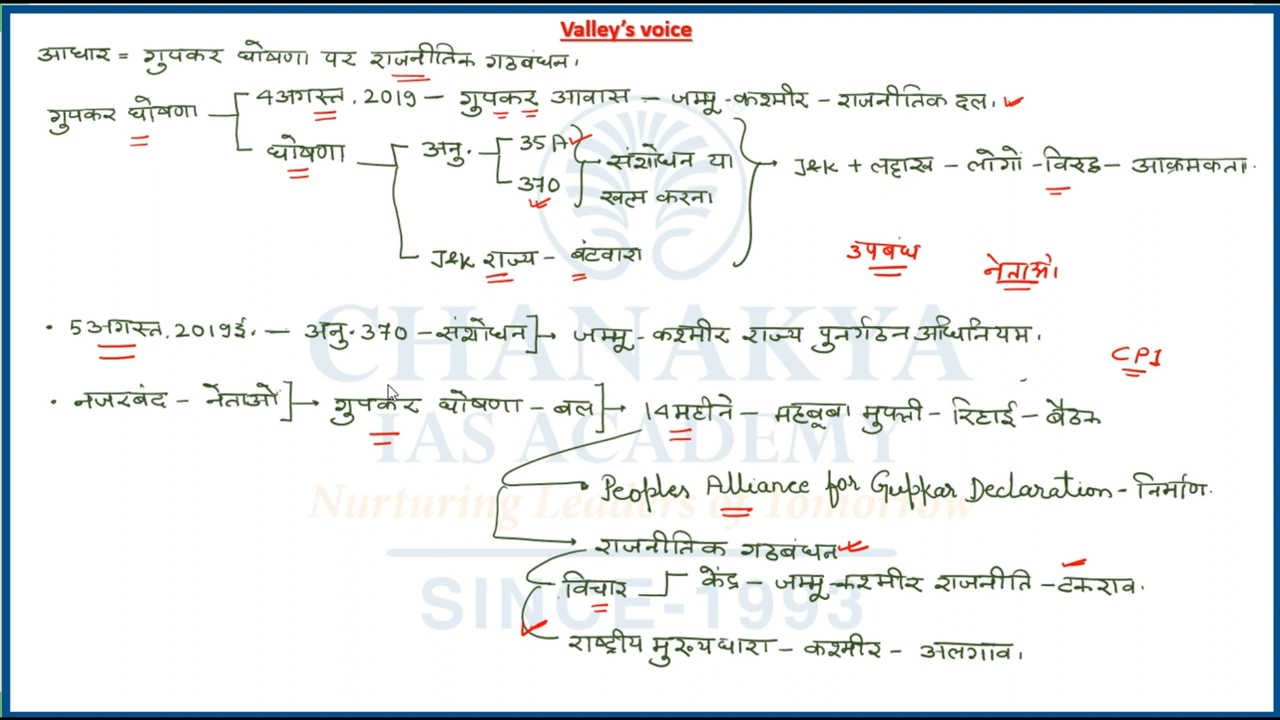 Valley's voice
आधार = गुपकर घोषणा पर राजनीतिक गठबंधन।
गुपकर घोषणा
4 अगस्त, 2019 – गुपकर आवास – जम्मू-कश्मीर – राजनीतिक दल.
घोषणा
अनु.
35A
370
संशोधन या
खत्म करना
J&K + लद्दाख – लोगों – विरुद्ध – आक्रमकता.
J&K राज्य – बंटवारा
उपबंध
नेताओं
• 5 अगस्त, 2019ई. – अनु. 370 – संशोधन] → जम्मू-कश्मीर राज्य पुनर्गठन अधिनियम.
CPI
• नजरबंद – नेताओं] → गुपकर घोषणा – बल] → 14 महीने – महबूबा मुफ्ती – रिहाई – बैठक
Peoples Alliance for Gupkar Declaration – निर्माण.
राजनीतिक गठबंधन
विचार
केंद्र – जम्मू कश्मीर राजनीति – टकराव.
राष्ट्रीय मुख्यधारा – कश्मीर – अलगाव.
CHANAKYA
IAS ACADEMY
Nurturing Leaders of Tomorrow
SINCE-1993